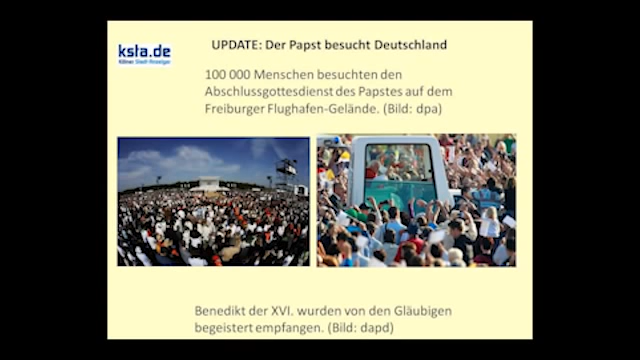 ksta.de
Kölner Stadt-Anzeiger
UPDATE: Der Papst besucht Deutschland
100 000 Menschen besuchten den
Abschlussgottesdienst des Papstes auf dem
Freiburger Flughafen-Gelände. (Bild: dpa)
Benedikt der XVI. wurden von den Gläubigen
begeistert empfangen. (Bild: dapd)